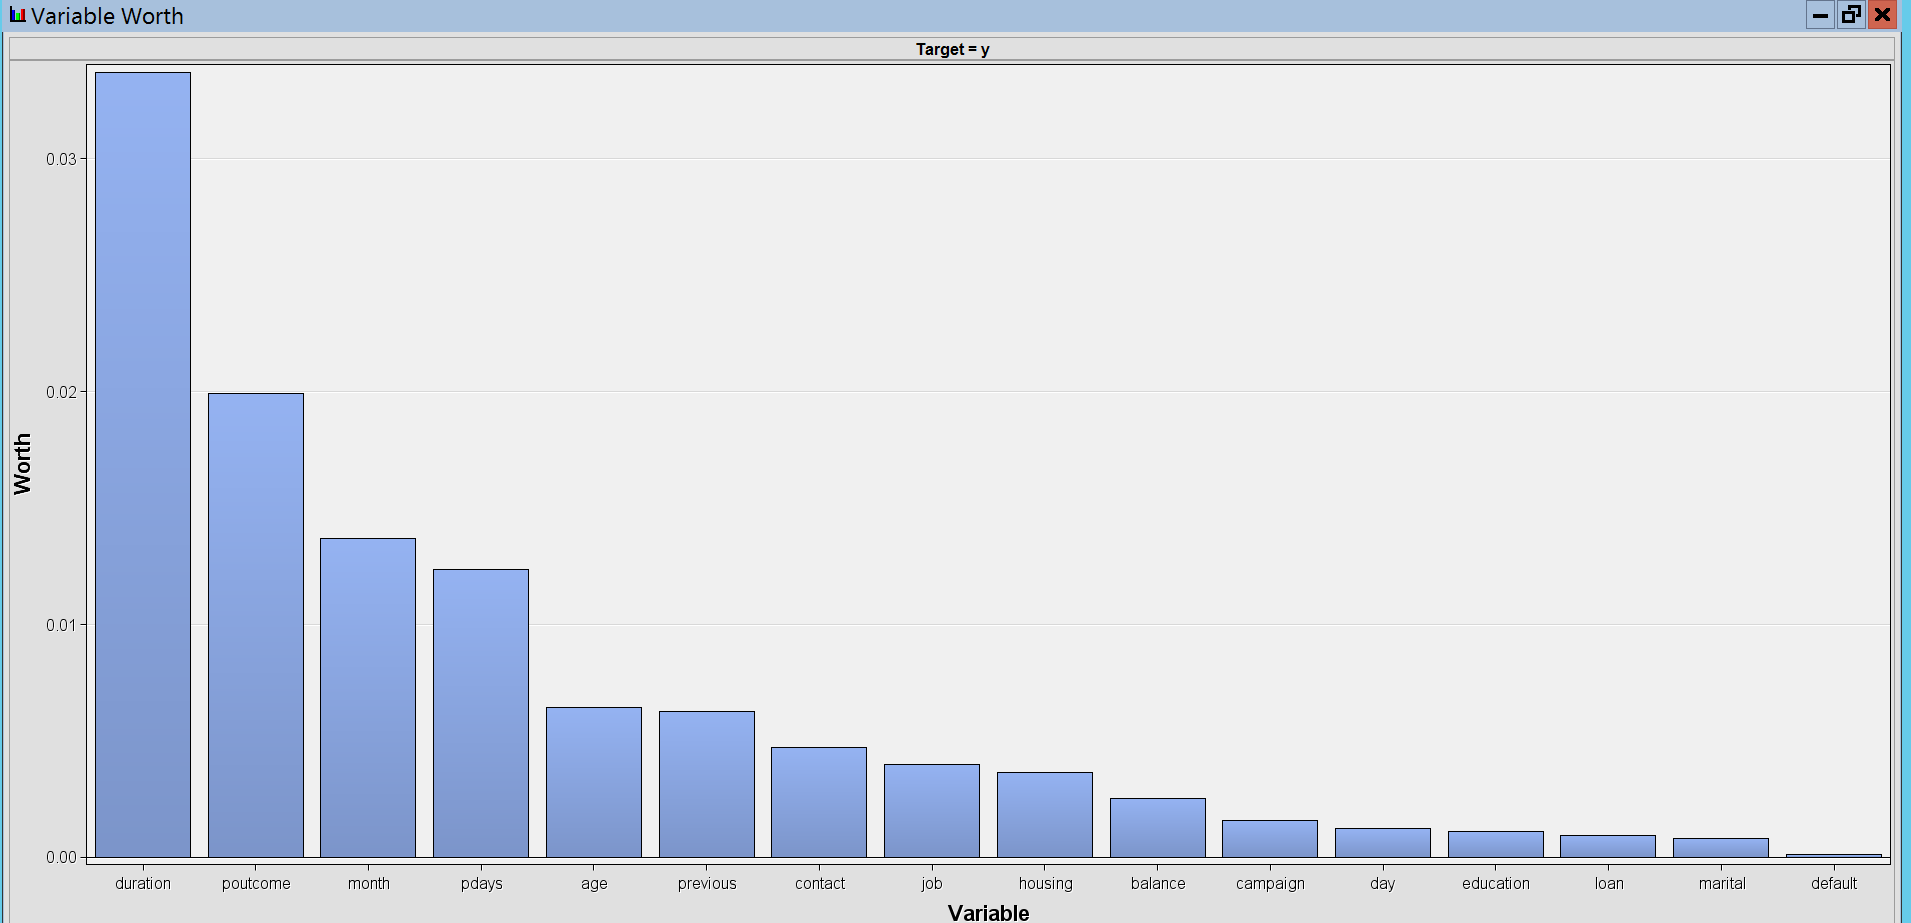 Variable Worth
Target = y
Worth
0.03
0.02
0.01
0.00
duration poutcome month pdays age previous contact job housing balance campaign day education loan marital default
Variable